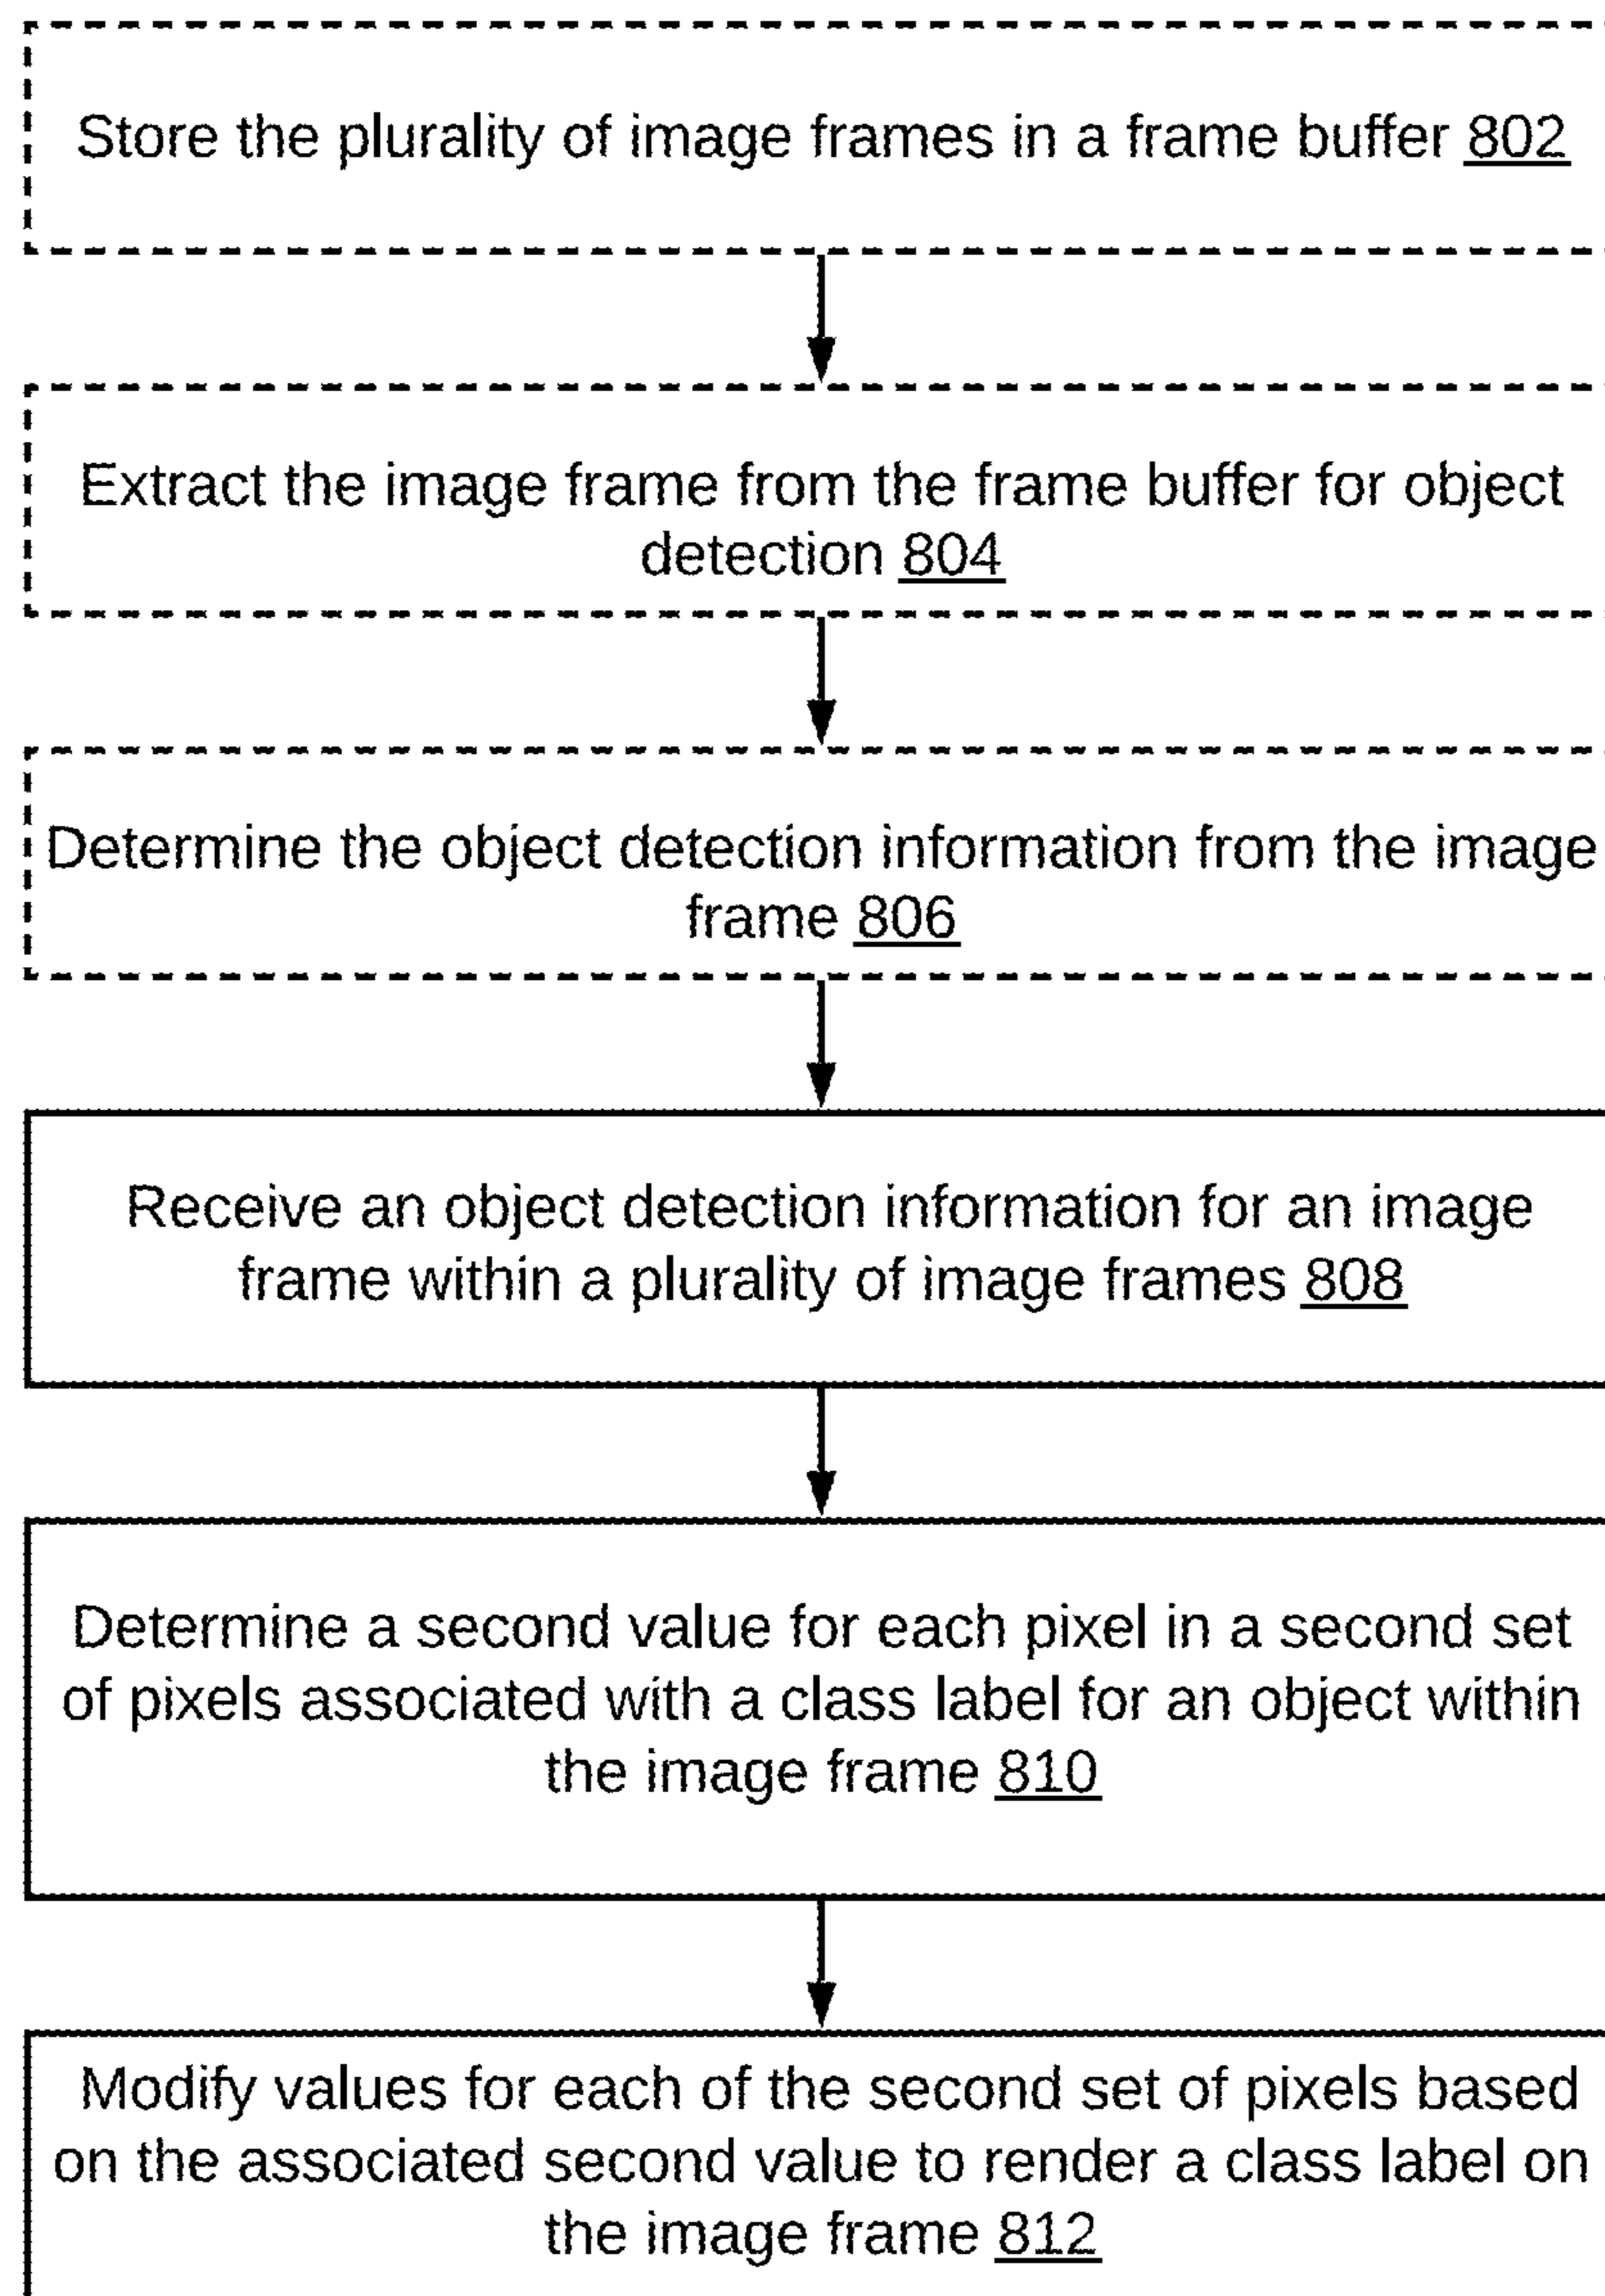 Store the plurality of image frames in a frame buffer 802
Extract the image frame from the frame buffer for object
detection 804
Determine the object detection information from the image
frame 806
Receive an object detection information for an image
frame within a plurality of image frames 808
Determine a second value for each pixel in a second set
of pixels associated with a class label for an object within
the image frame 810
Modify values for each of the second set of pixels based
on the associated second value to render a class label on
the image frame 812